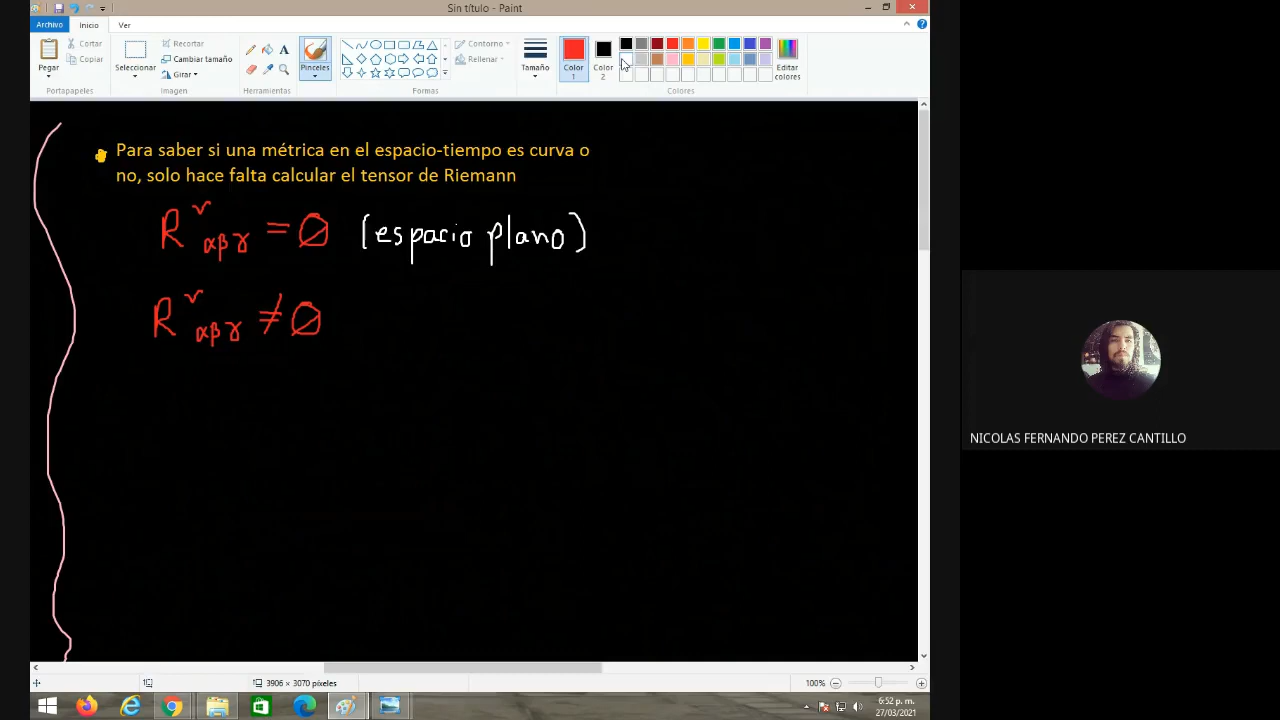 Sin título - Paint
Archivo
Inicio
Ver
Pegar
Cortar
Copiar
Portapapeles
Seleccionar
Recortar
Cambiar tamaño
Girar
Imagen
A
Herramientas
Pinceles
Contorno
Rellenar
Formas
Tamaño
Color 1
Color 2
Editar colores
Colores
Para saber si una métrica en el espacio-tiempo es curva o
no, solo hace falta calcular el tensor de Riemann
R^ν_αβγ = 0 (espacio plano)
R^ν_αβγ ≠ 0
NICOLAS FERNANDO PEREZ CANTILLO
3906 × 3070 píxeles
100%
6:52 p. m.
27/03/2021